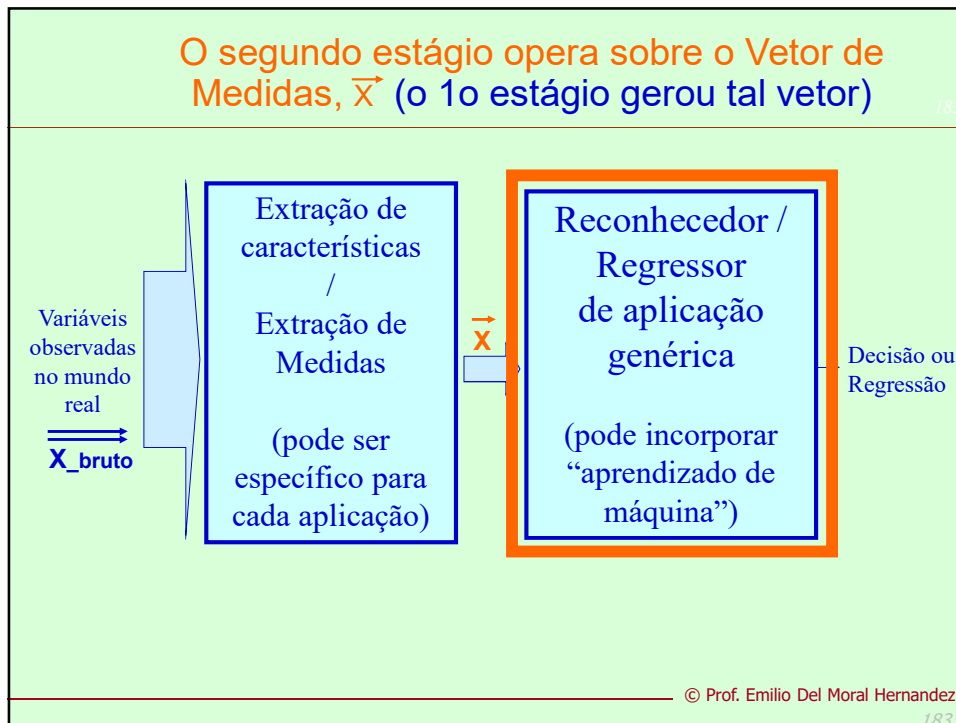 O segundo estágio opera sobre o Vetor de
Medidas, X (o 1o estágio gerou tal vetor)
183
Extração de
características
/
Extração de
Medidas
(pode ser
específico para
cada aplicação)
Reconhecedor /
Regressor
de aplicação
genérica
(pode incorporar
“aprendizado de
máquina”)
Variáveis
observadas
no mundo
real
X_bruto
X
Decisão ou
Regressão
© Prof. Emilio Del Moral Hernandez
183